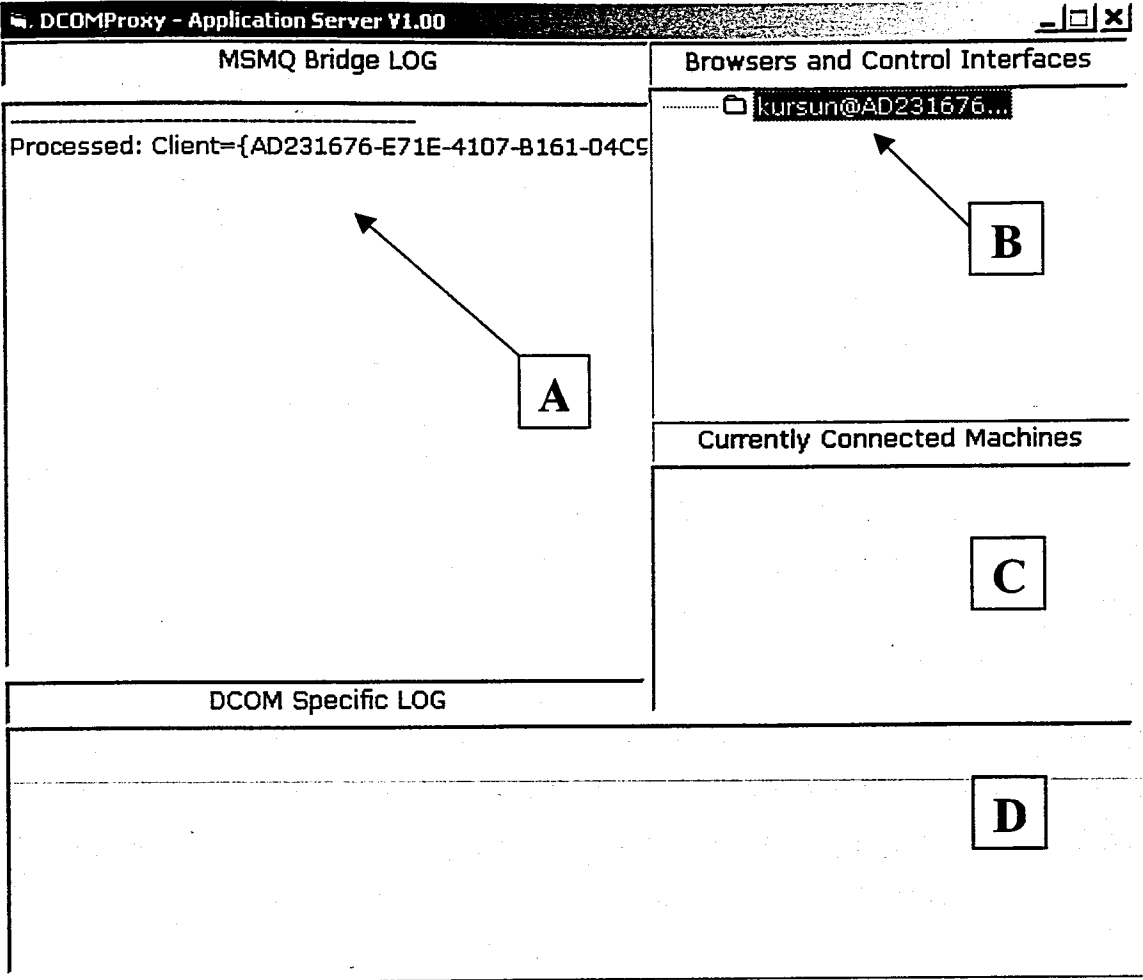 DCOMProxy - Application Server V1.00
MSMQ Bridge LOG
Processed: Client={AD231676-E71E-4107-B161-04C9
A
Browsers and Control Interfaces
kursun@AD231676...
B
Currently Connected Machines
C
DCOM Specific LOG
D